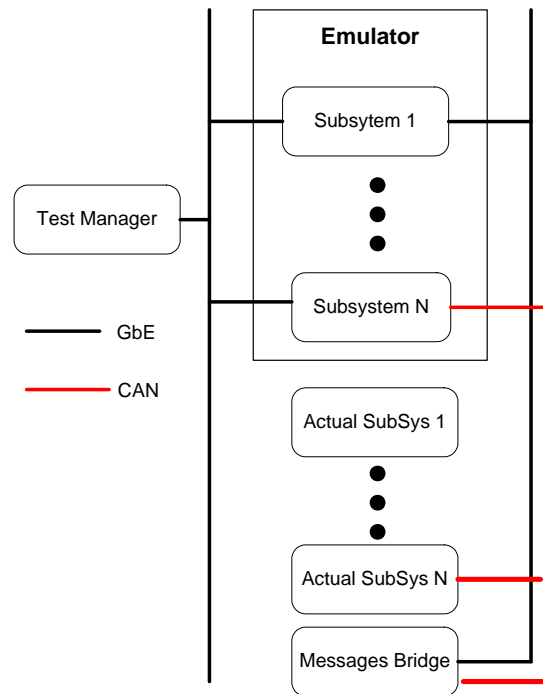 Emulator
Subsytem 1
Test Manager
Subsystem N
GbE
CAN
Actual SubSys 1
Actual SubSys N
Messages Bridge